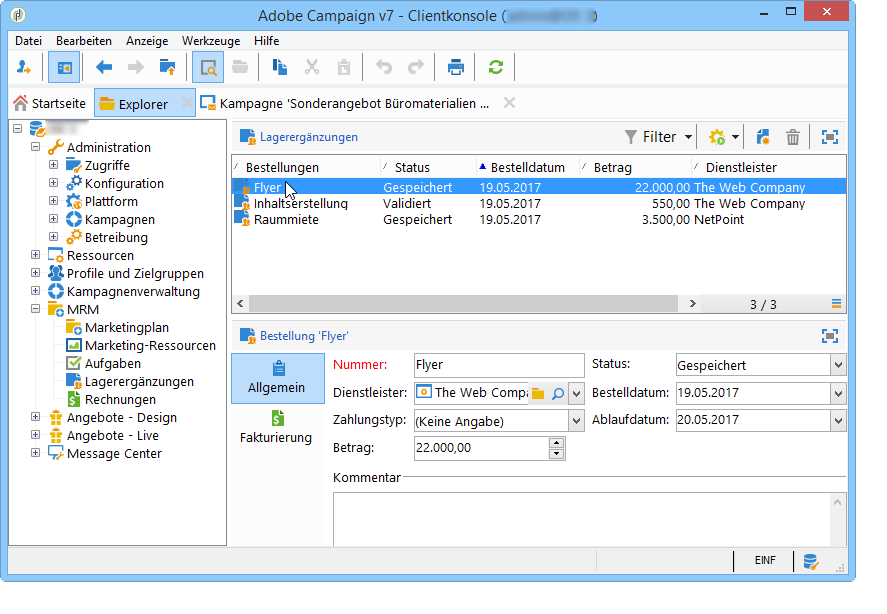 Adobe Campaign v7 - Clientkonsole (
Datei Bearbeiten Anzeige Werkzeuge Hilfe
Startseite Explorer Kampagne 'Sonderangebot Büromaterialien ...
Administration
Zugriffe
Konfiguration
Plattform
Kampagnen
Betreibung
Ressourcen
Profile und Zielgruppen
Kampagnenverwaltung
MRM
Marketingplan
Marketing-Ressourcen
Aufgaben
Lagerergänzungen
Rechnungen
Angebote - Design
Angebote - Live
Message Center
Lagerergänzungen Filter
Bestellungen Status Bestelldatum Betrag Dienstleister
Flyer Gespeichert 19.05.2017 22.000,00 The Web Company
Inhaltserstellung Validiert 19.05.2017 550,00 The Web Company
Raummiete Gespeichert 19.05.2017 3.500,00 NetPoint
3 / 3
Bestellung 'Flyer'
Allgemein
Fakturierung
Nummer: Flyer Status: Gespeichert
Dienstleister: The Web Compa Bestelldatum: 19.05.2017
Zahlungstyp: (Keine Angabe) Ablaufdatum: 20.05.2017
Betrag: 22.000,00
Kommentar
EINF